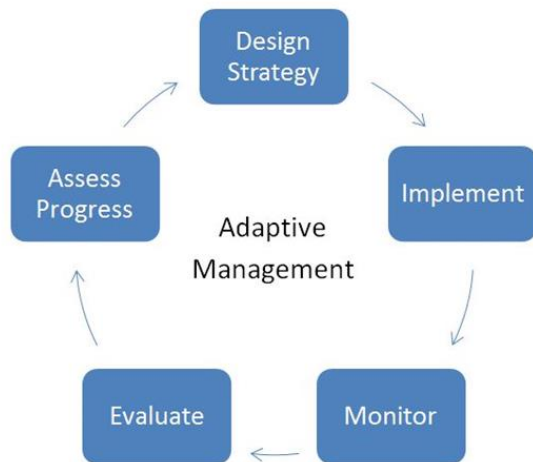 Design
Strategy
Implement
Monitor
Evaluate
Assess
Progress
Adaptive
Management